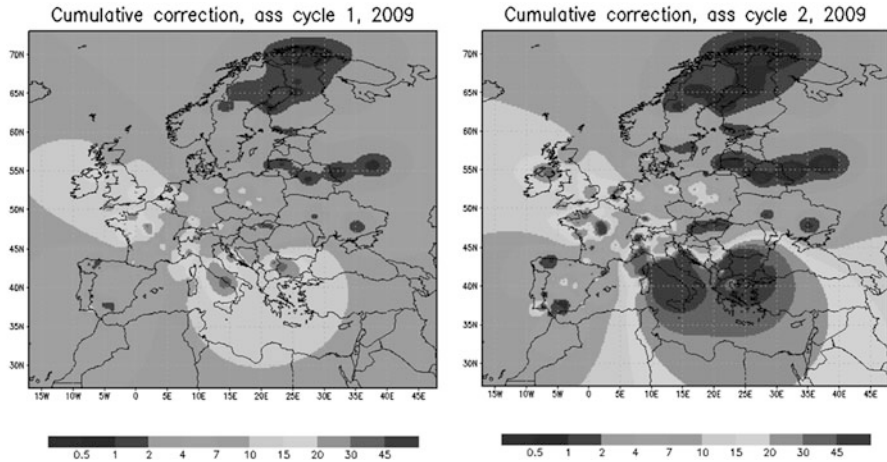 Cumulative correction, ass cycle 1, 2009
70N
65N
60N
55N
50N
45N
40N
35N
30N
15W 10W 5W 0 5E 10E 15E 20E 25E 30E 35E 40E 45E
0.5 1 2 4 7 10 15 20 30 45
Cumulative correction, ass cycle 2, 2009
70N
65N
60N
55N
50N
45N
40N
35N
30N
15W 10W 5W 0 5E 10E 15E 20E 25E 30E 35E 40E 45E
0.5 1 2 4 7 10 15 20 30 45